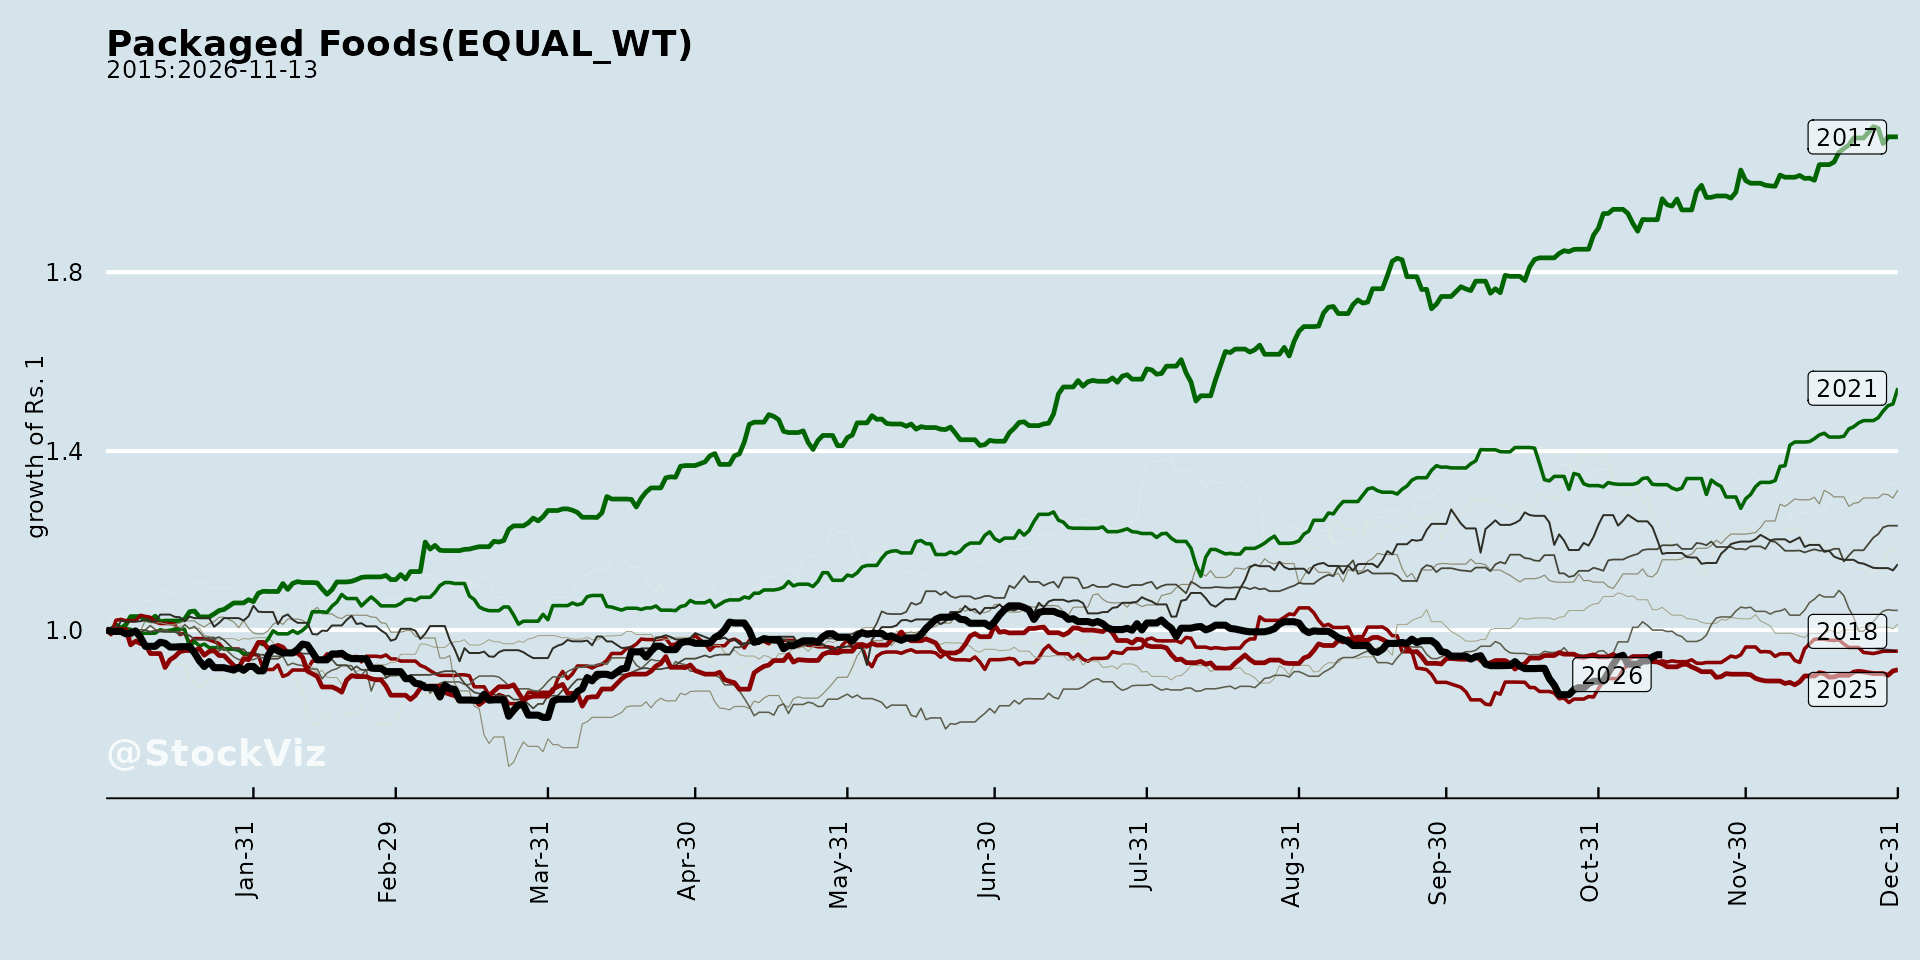 Packaged Foods(EQUAL_WT)
2015:2026-11-13
2017
1.8
2021
growth of Rs. 1
1.4
1.0
2018
2026
2025
@StockViz
Jan-31
Feb-29
Mar-31
Apr-30
May-31
Jun-30
Jul-31
Aug-31
Sep-30
Oct-31
Nov-30
Dec-31